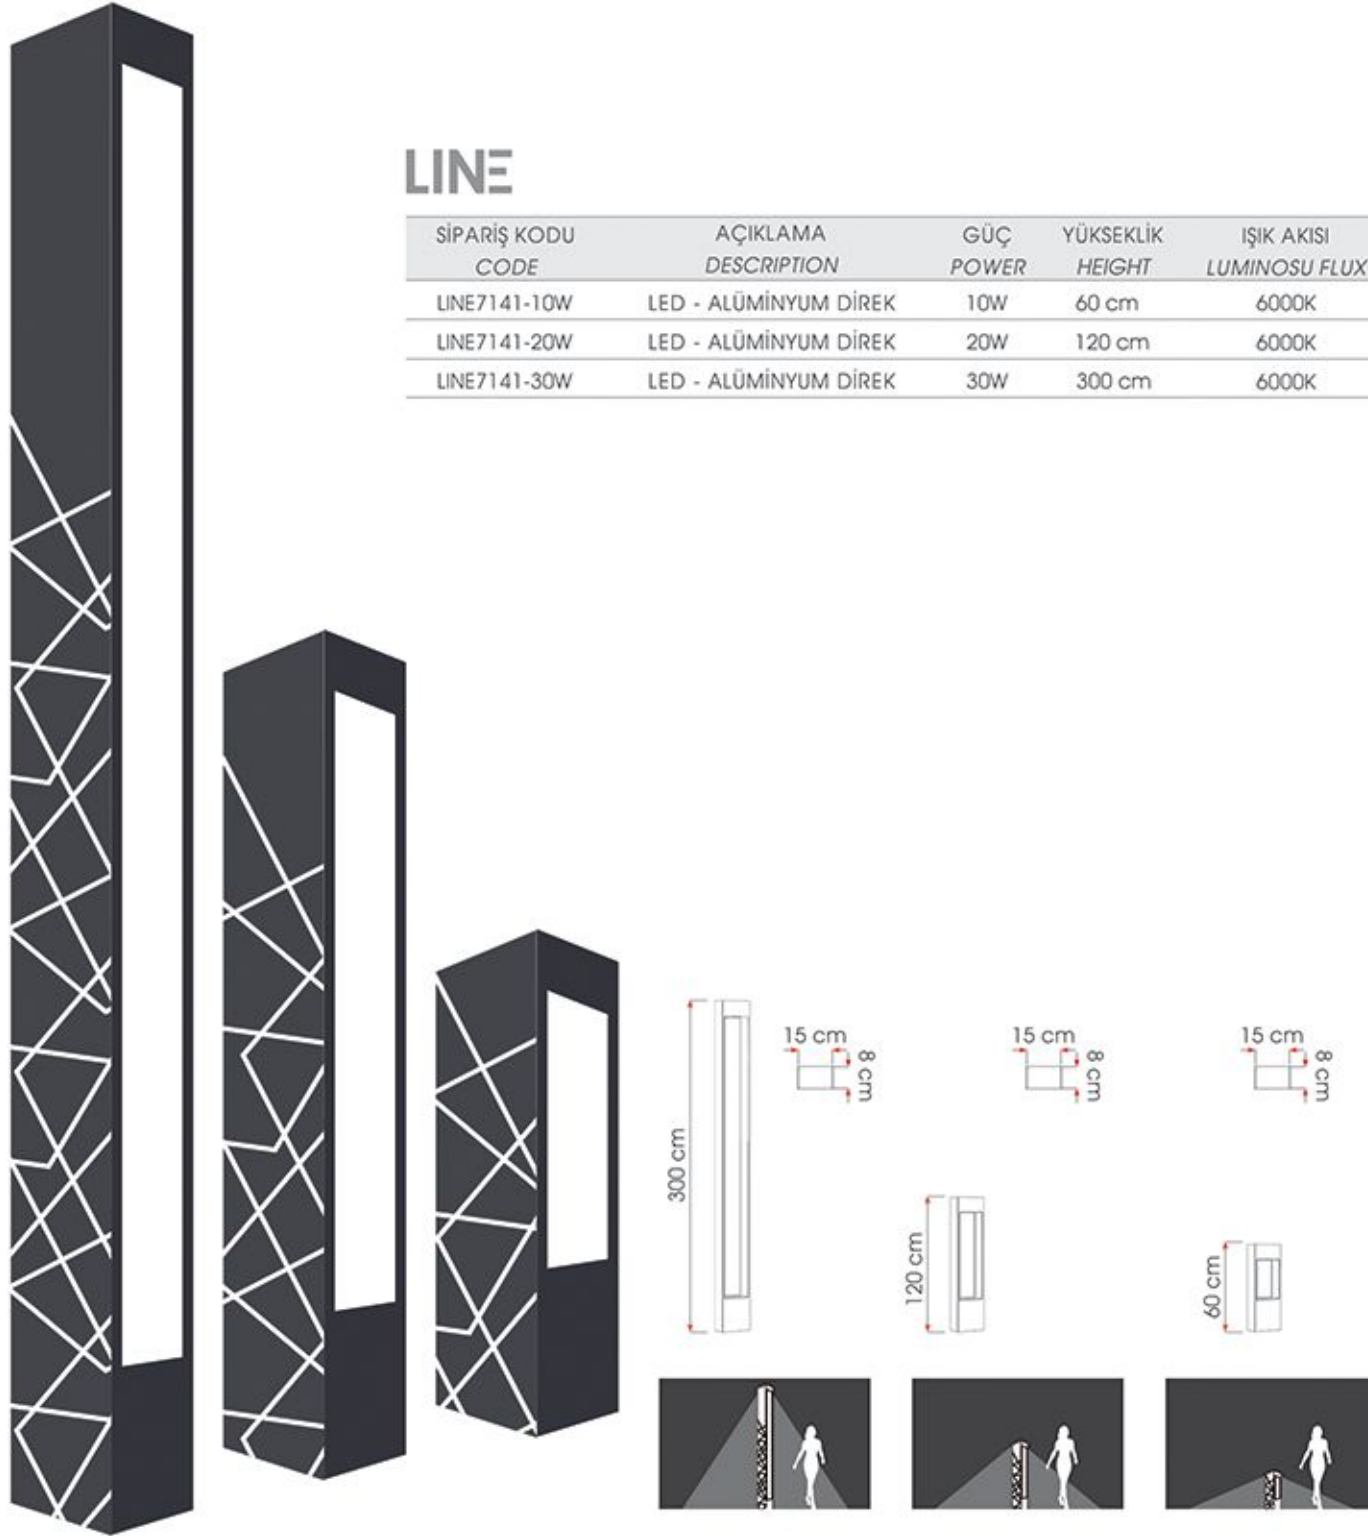 LINE
SİPARİŞ KODU AÇIKLAMA GÜÇ YÜKSEKLİK IŞIK AKISI
CODE DESCRIPTION POWER HEIGHT LUMINOSU FLUX
LINE7141-10W LED - ALÜMİNYUM DİREK 10W 60 cm 6000K
LINE7141-20W LED - ALÜMİNYUM DİREK 20W 120 cm 6000K
LINE7141-30W LED - ALÜMİNYUM DİREK 30W 300 cm 6000K
300 cm
15 cm
8 cm
120 cm
15 cm
8 cm
60 cm
15 cm
8 cm